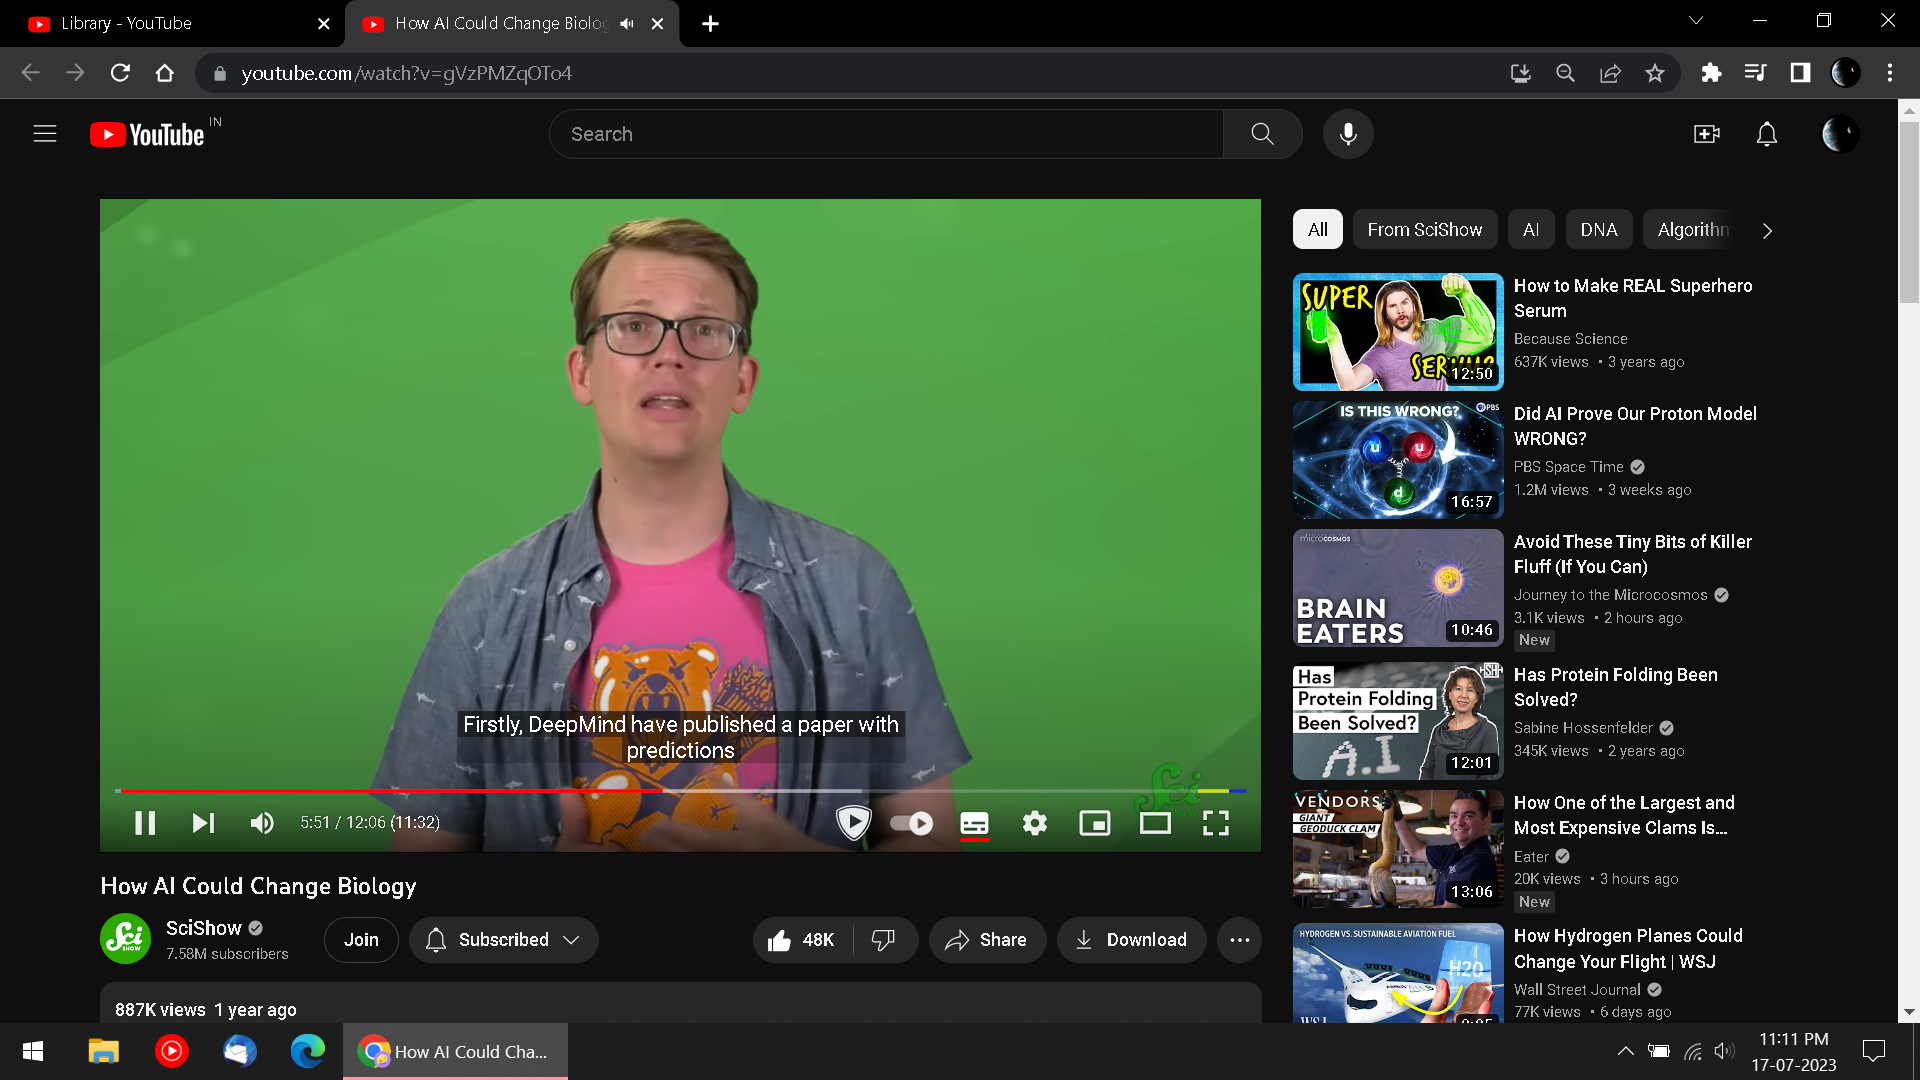 Library - YouTube
How AI Could Change Biolog
youtube.com/watch?v=gVzPMZqOTo4
YouTube IN
Search
All
From SciShow
AI
DNA
Algorithm
Firstly, DeepMind have published a paper with
predictions
Sci
5:51 / 12:06 (11:32)
How AI Could Change Biology
Sci
SHOW
SciShow
7.58M subscribers
Join
Subscribed
48K
Share
Download
887K views 1 year ago
SUPER
SERUM?
12:50
How to Make REAL Superhero
Serum
Because Science
637K views • 3 years ago
IS THIS WRONG?
PBS
u
u
d
16:57
Did AI Prove Our Proton Model
WRONG?
PBS Space Time
1.2M views • 3 weeks ago
MICROCOSMOS
BRAIN
EATERS
10:46
Avoid These Tiny Bits of Killer
Fluff (If You Can)
Journey to the Microcosmos
3.1K views • 2 hours ago
New
Has
Protein Folding
Been Solved?
A.I
SH
12:01
Has Protein Folding Been
Solved?
Sabine Hossenfelder
345K views • 2 years ago
VENDORS
GIANT
GEODUCK CLAM
13:06
How One of the Largest and
Most Expensive Clams Is...
Eater
20K views • 3 hours ago
New
HYDROGEN VS. SUSTAINABLE AVIATION FUEL
H2O
WSJ
How Hydrogen Planes Could
Change Your Flight | WSJ
Wall Street Journal
77K views • 6 days ago
How AI Could Cha...
11:11 PM
17-07-2023